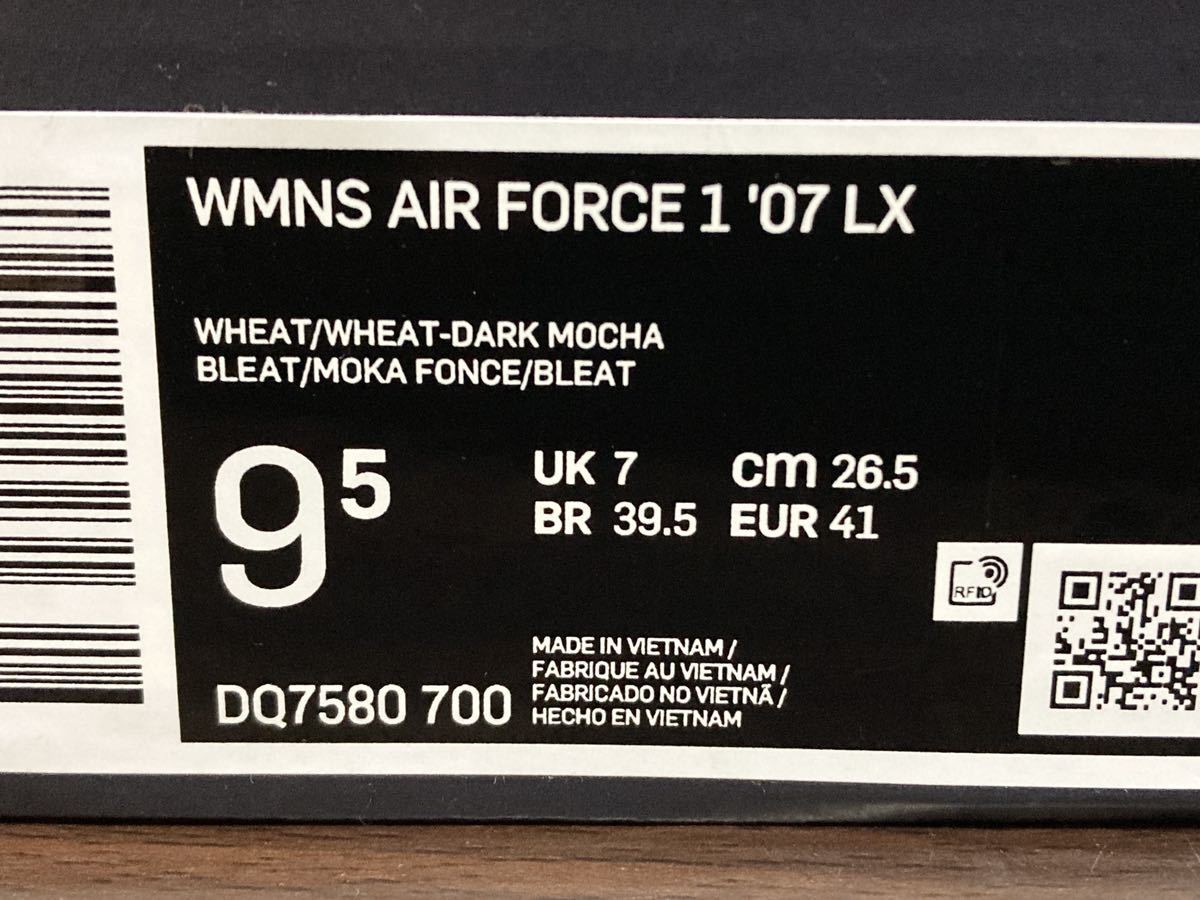 WMNS AIR FORCE 1 '07 LX
WHEAT/WHEAT-DARK MOCHA
BLEAT/MOKA FONCE/BLEAT
9⁵
UK 7 cm 26.5
BR 39.5 EUR 41
RFID
MADE IN VIETNAM /
FABRIQUE AU VIETNAM /
FABRICADO NO VIETNÃ /
HECHO EN VIETNAM
DQ7580 700